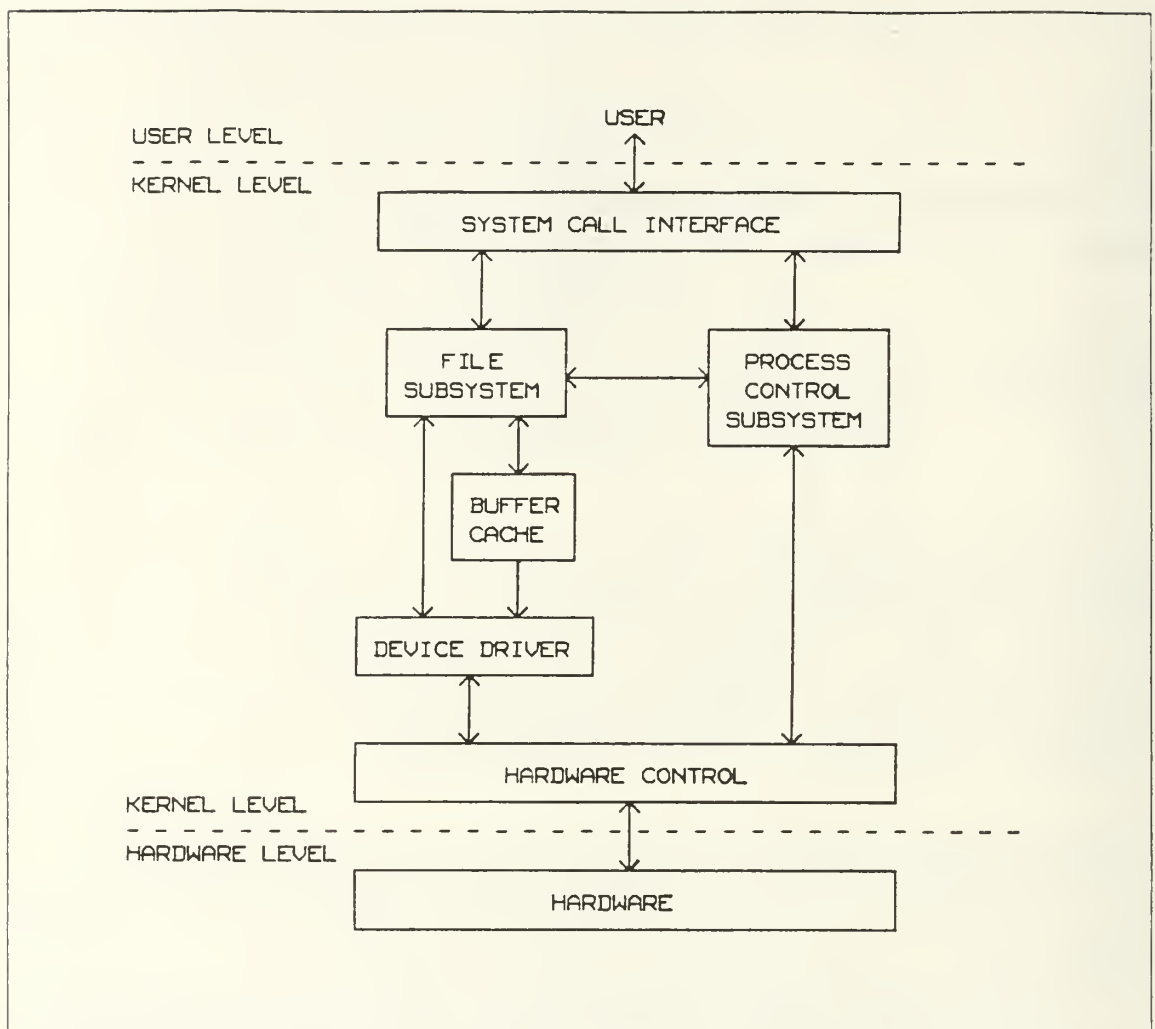 USER
USER LEVEL
KERNEL LEVEL
SYSTEM CALL INTERFACE
FILE
SUBSYSTEM
PROCESS
CONTROL
SUBSYSTEM
BUFFER
CACHE
DEVICE DRIVER
HARDWARE CONTROL
KERNEL LEVEL
HARDWARE LEVEL
HARDWARE